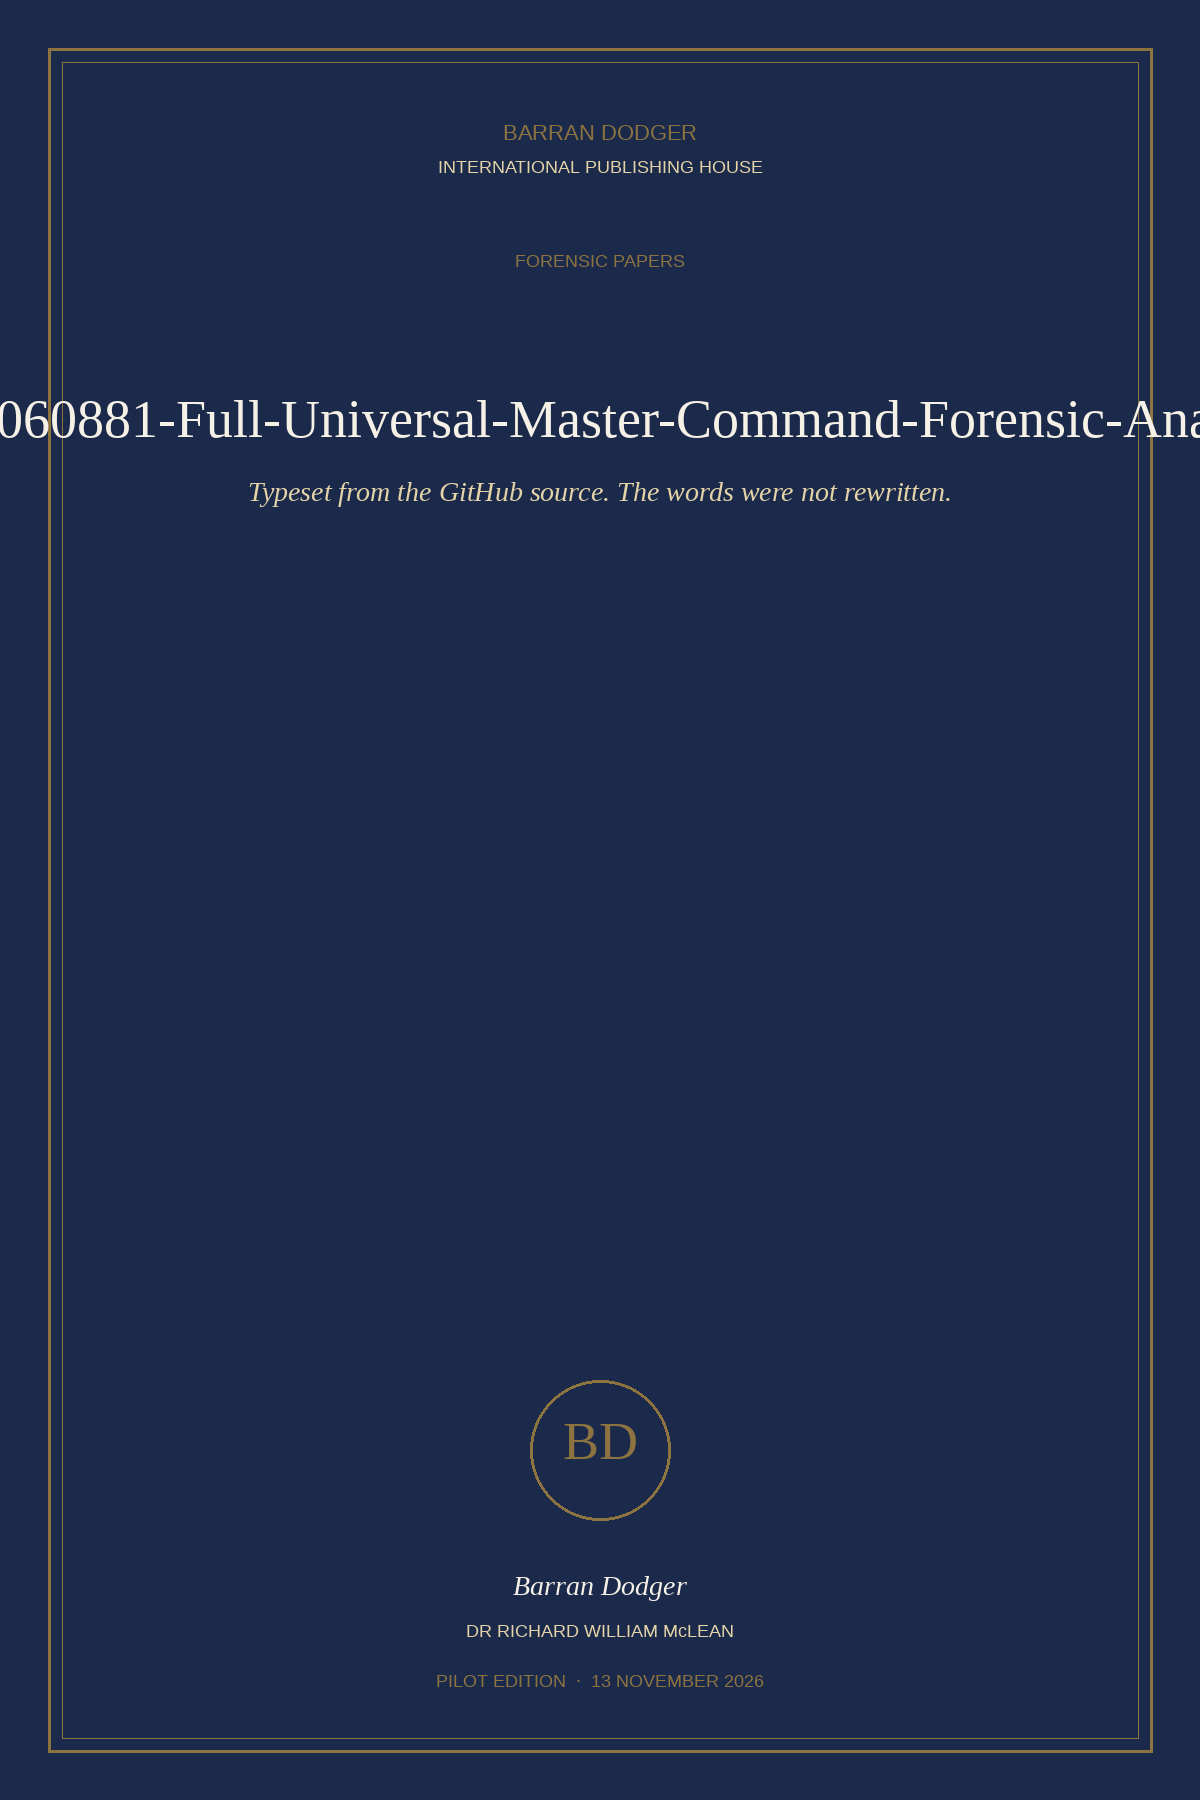 BARRAN DODGER
INTERNATIONAL PUBLISHING HOUSE
FORENSIC PAPERS
060881-Full-Universal-Master-Command-Forensic-Ana
Typeset from the GitHub source. The words were not rewritten.
BD
Barran Dodger
DR RICHARD WILLIAM McLEAN
PILOT EDITION · 13 NOVEMBER 2026